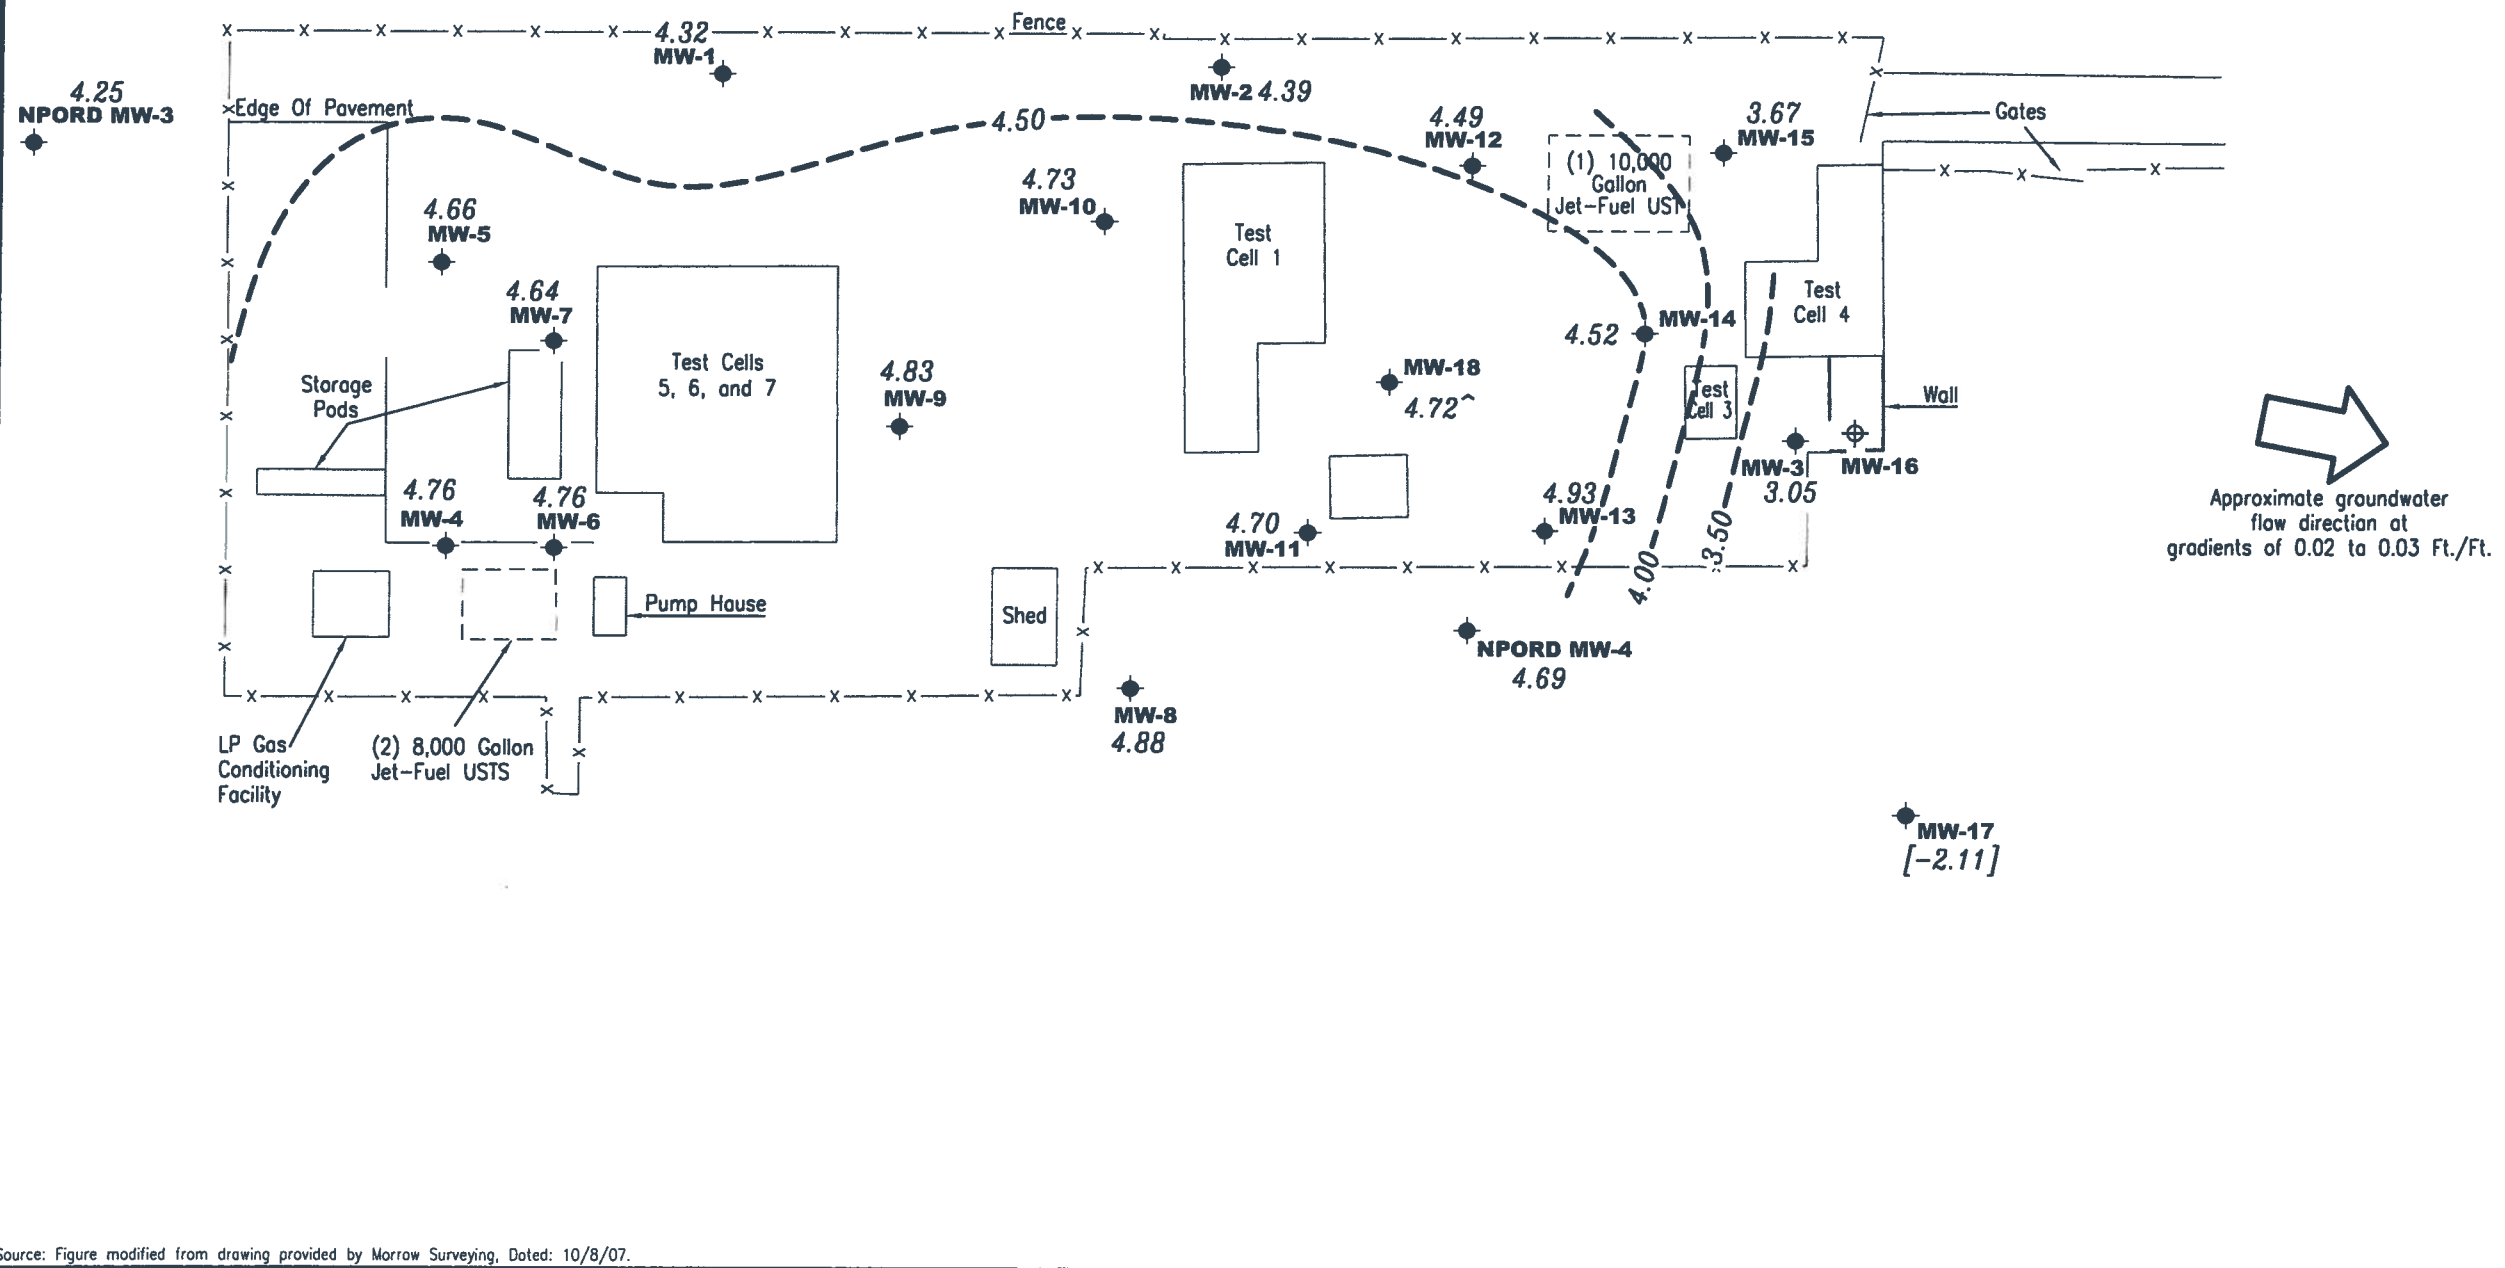 Fence
4.32
MW-1
4.25
NPORD MW-3
Edge Of Pavement
MW-2 4.39
4.50
4.49
MW-12
3.67
MW-15
Gates
(1) 10,000
Gallon
Jet-Fuel UST
4.73
MW-10
4.66
MW-5
Test
Cell 1
4.64
MW-7
Test
Cell 4
MW-14
4.52
Test Cells
5, 6, and 7
4.83
MW-9
MW-18
4.72^
Storage
Pods
Test
Cell 3
Wall
4.76
MW-4
4.76
MW-6
4.93
MW-13
MW-3
3.05
MW-16
4.70
MW-11
3.50
4.00
Approximate groundwater
flow direction at
gradients of 0.02 to 0.03 Ft./Ft.
Pump House
Shed
NPORD MW-4
4.69
MW-8
4.88
LP Gas
Conditioning
Facility
(2) 8,000 Gallon
Jet-Fuel USTS
MW-17
[-2.11]
Source: Figure modified from drawing provided by Morrow Surveying, Dated: 10/8/07.